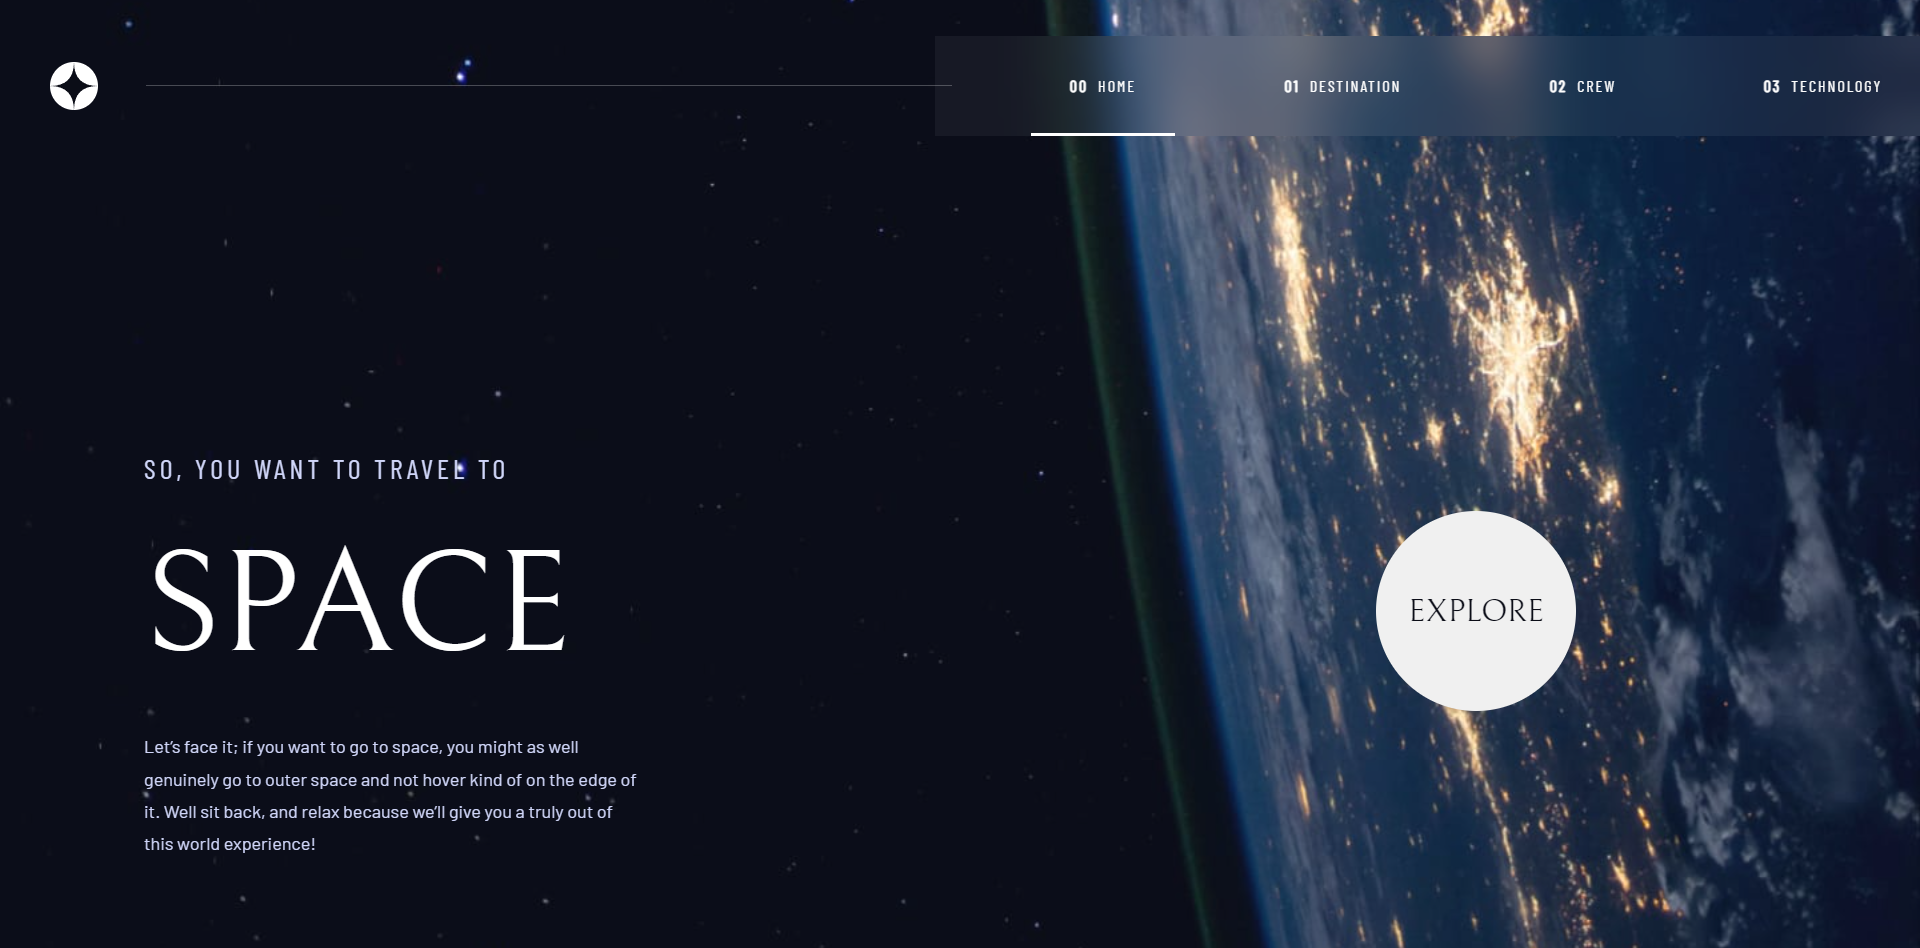 00 HOME
01 DESTINATION
02 CREW
03 TECHNOLOGY
SO, YOU WANT TO TRAVEL TO
SPACE
Let’s face it; if you want to go to space, you might as well
genuinely go to outer space and not hover kind of on the edge of
it. Well sit back, and relax because we’ll give you a truly out of
this world experience!
EXPLORE